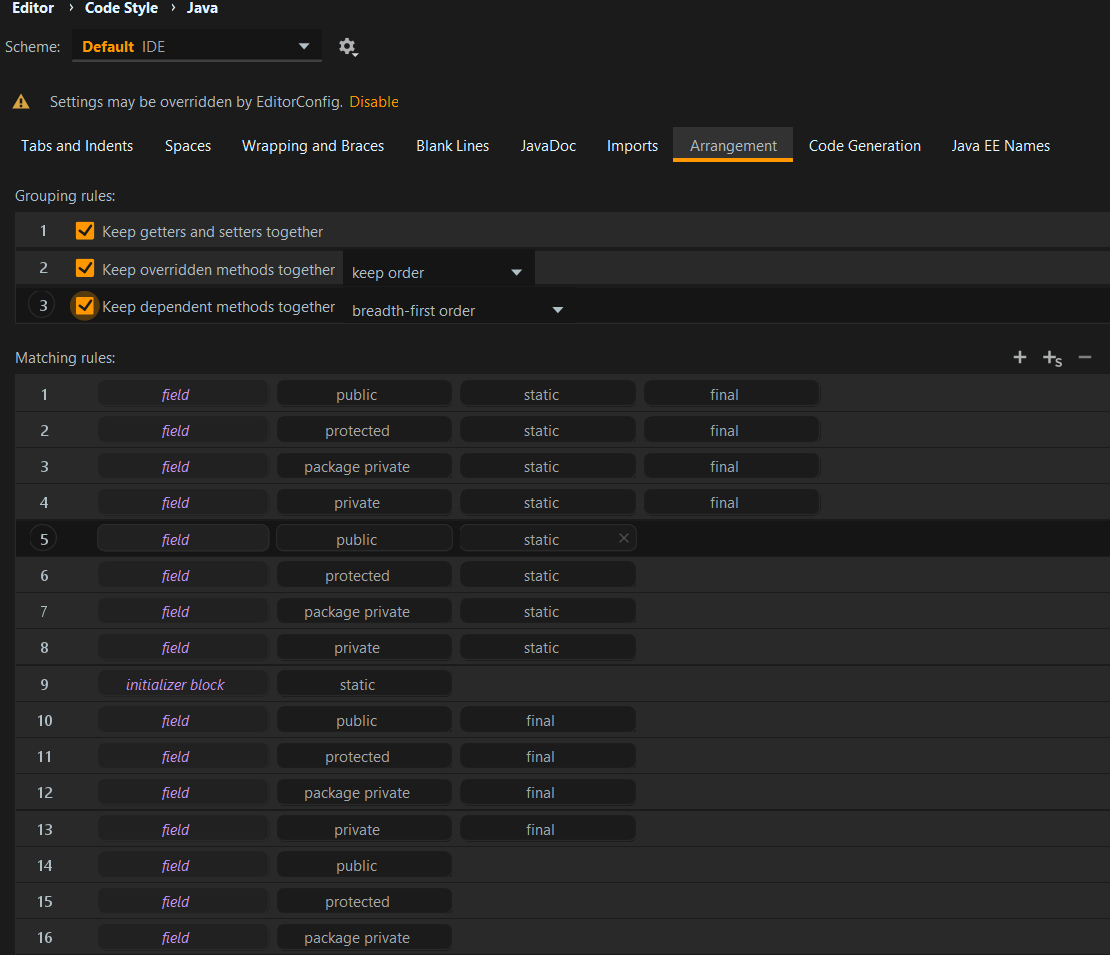 Editor › Code Style › Java
Scheme: Default IDE
Settings may be overridden by EditorConfig. Disable
Tabs and Indents Spaces Wrapping and Braces Blank Lines JavaDoc Imports Arrangement Code Generation Java EE Names
Grouping rules:
1 Keep getters and setters together
2 Keep overridden methods together keep order
3 Keep dependent methods together breadth-first order
Matching rules:
1 field public static final
2 field protected static final
3 field package private static final
4 field private static final
5 field public static
6 field protected static
7 field package private static
8 field private static
9 initializer block static
10 field public final
11 field protected final
12 field package private final
13 field private final
14 field public
15 field protected
16 field package private